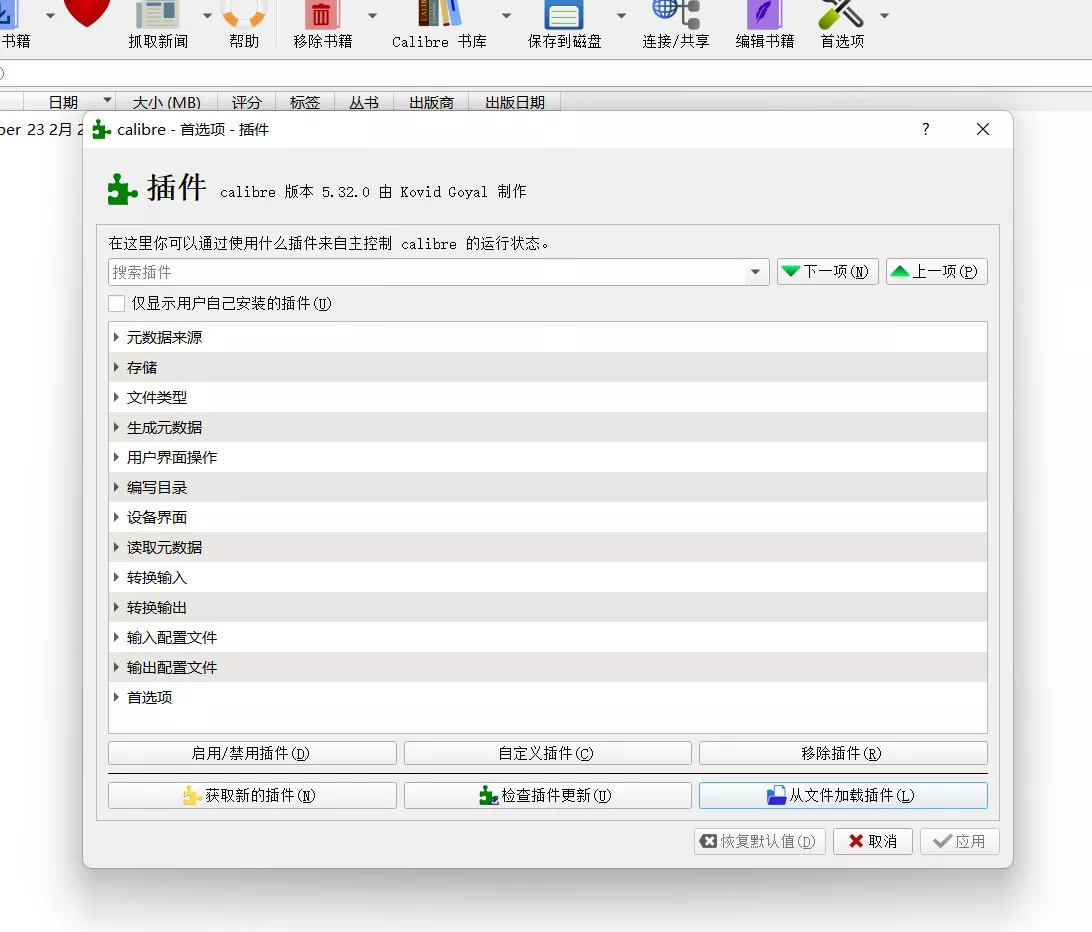 书籍 抓取新闻 帮助 移除书籍 Calibre 书库 保存到磁盘 连接/共享 编辑书籍 首选项
日期 大小 (MB) 评分 标签 丛书 出版商 出版日期
ber 23 2月 2
calibre - 首选项 - 插件 ?
插件 calibre 版本 5.32.0 由 Kovid Goyal 制作
在这里你可以通过使用什么插件来自主控制 calibre 的运行状态。
搜索插件 下一项(N) 上一项(P)
仅显示用户自己安装的插件(U)
元数据来源
存储
文件类型
生成元数据
用户界面操作
编写目录
设备界面
读取元数据
转换输入
转换输出
输入配置文件
输出配置文件
首选项
启用/禁用插件(D) 自定义插件(C) 移除插件(R)
获取新的插件(N) 检查插件更新(U) 从文件加载插件(L)
恢复默认值(D) 取消 应用